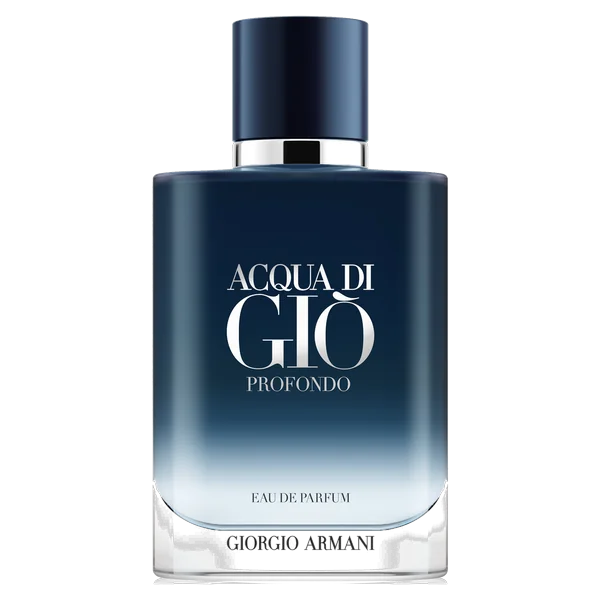 ACQUA DI
GIÒ
PROFONDO
EAU DE PARFUM
GIORGIO ARMANI